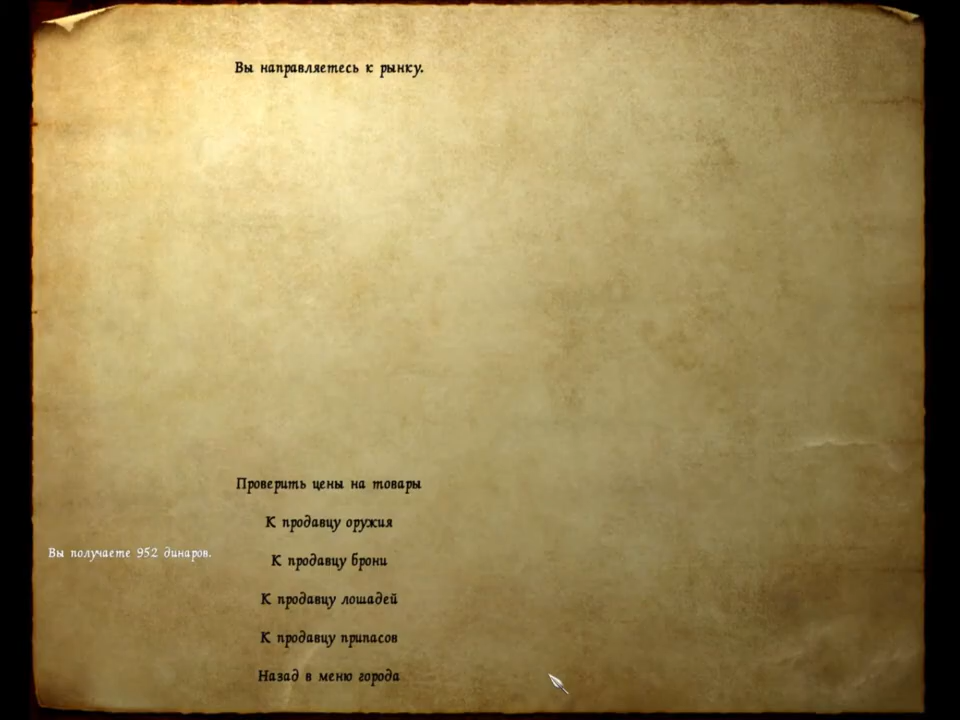 Вы направляетесь к рынку.
Проверить цены на товары
К продавцу оружия
Вы получаете 952 динаров.
К продавцу брони
К продавцу лошадей
К продавцу припасов
Назад в меню города